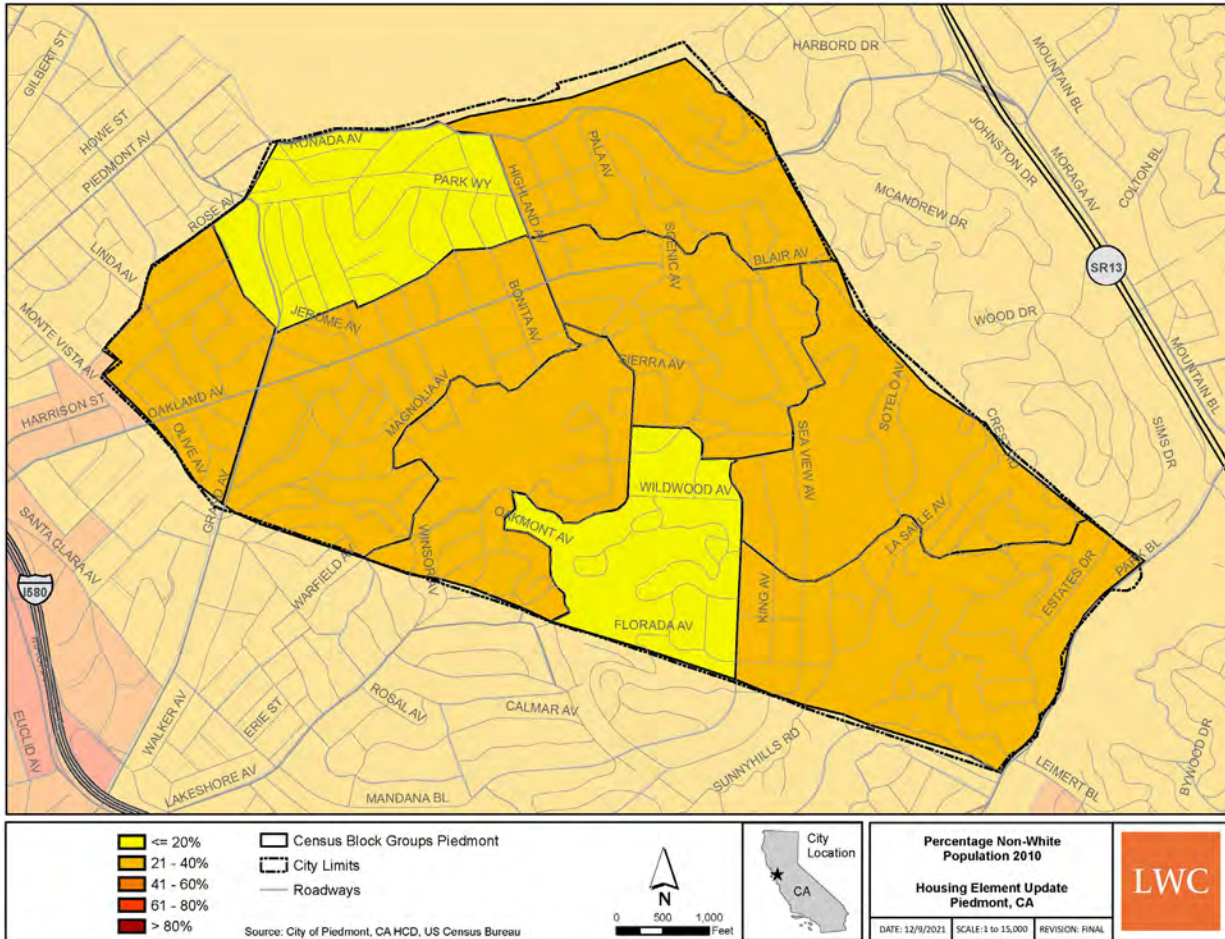 HARBORD DR
GILBERT ST
MOUNTAIN BL
HOWE ST
PIEDMONT AV
JOHNSTON DR
MORAGA AV
COLTON BL
PALA AV
PARK WY
HIGHLAND AV
MCANDREW DR
ROSE AV
LINDA AV
SCENIC AV
BLAIR AV
SR13
MONTE VISTA AV
JEROME AV
BONITA AV
WOOD DR
MOUNTAIN BL
SIERRA AV
HARRISON ST
OAKLAND AV
MAGNOLIA AV
SOTELO AV
SIMS DR
OLIVE AV
SEA VIEW AV
WILDWOOD AV
GRAND AV
OAKMONT AV
LA SALLE AV
SANTA CLARA AV
WINSOR AV
WARFIELD AV
PARK BL
ESTATES DR
I580
KING AV
FLORADA AV
EUCLID AV
WALKER AV
ERIE ST
ROSAL AV
CALMAR AV
SUNNYHILLS RD
BYWOOD DR
LAKESHORE AV
MANDANA BL
LEIMERT BL
<= 20%
21 - 40%
41 - 60%
61 - 80%
> 80%
Census Block Groups Piedmont
City Limits
Roadways
Source: City of Piedmont, CA HCD, US Census Bureau
N
0 500 1,000
Feet
City
Location
CA
Percentage Non-White
Population 2010
Housing Element Update
Piedmont, CA
DATE: 12/9/2021 SCALE:1 to 15,000 REVISION: FINAL
LWC